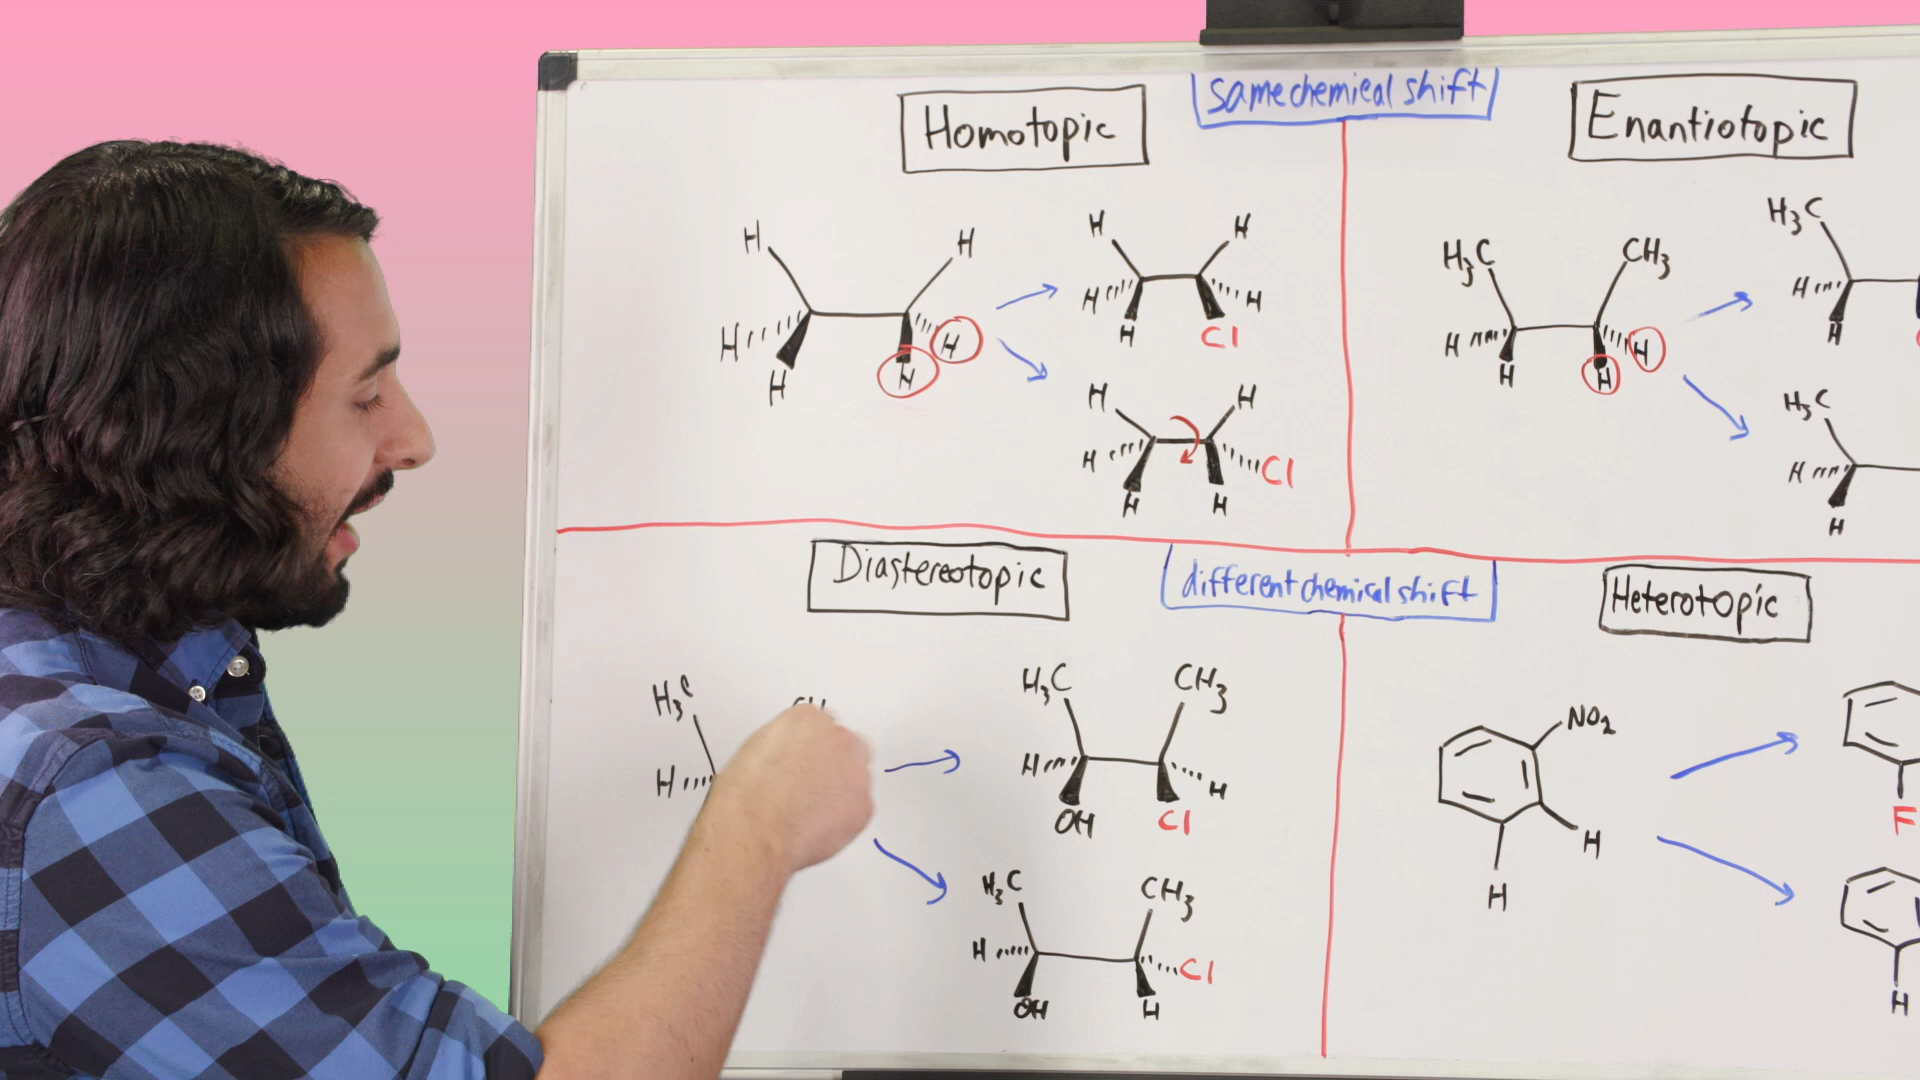 same chemical shift
Homotopic
Enantiotopic
H H
H H
H H
H H
H H
H Cl
H H
H Cl
H H
H₃C CH₃
H H
H H
H₃C
H
H
H₃C
H
H
Diastereotopic
different chemical shift
Heterotopic
H₃C
H
H₃C CH₃
H H
OH Cl
H₃C CH₃
H Cl
OH H
NO₂
H
H
F
H